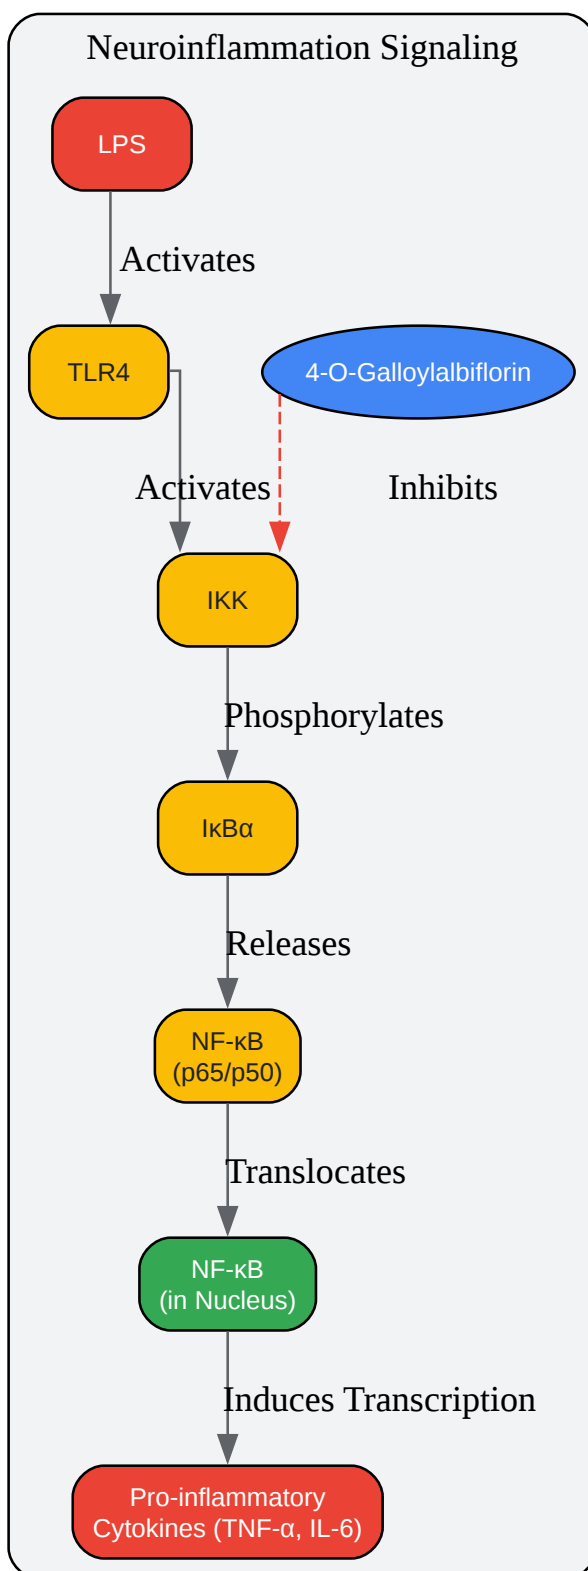 Neuroinflammation Signaling
LPS
Activates
TLR4
4-O-Galloylalbiflorin
Activates
Inhibits
IKK
Phosphorylates
IκBα
Releases
NF-κB
(p65/p50)
Translocates
NF-κB
(in Nucleus)
Induces Transcription
Pro-inflammatory
Cytokines (TNF-α, IL-6)